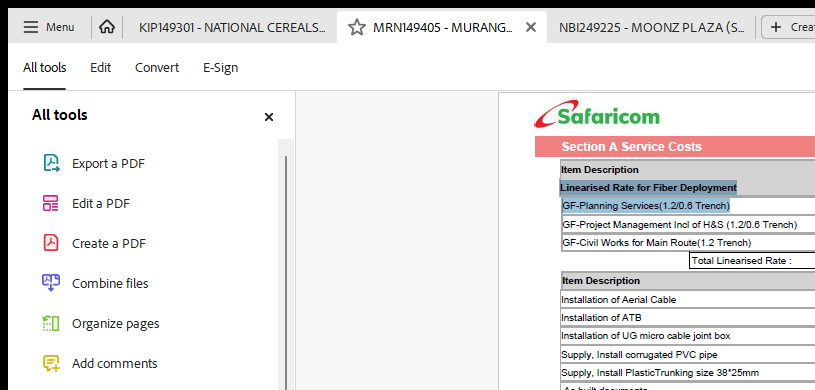 Menu
KIP149301 - NATIONAL CEREALS...
MRN149405 - MURANG...
NBI249225 - MOONZ PLAZA (S...
All tools
Edit
Convert
E-Sign
All tools
Export a PDF
Edit a PDF
Create a PDF
Combine files
Organize pages
Add comments
Safaricom
Section A Service Costs
Item Description
Linearised Rate for Fiber Deployment
GF-Planning Services(1.2/0.6 Trench)
GF-Project Management Incl of H&S (1.2/0.6 Trench)
GF-Civil Works for Main Route(1.2 Trench)
Total Linearised Rate :
Item Description
Installation of Aerial Cable
Installation of ATB
Installation of UG micro cable joint box
Supply, Install corrugated PVC pipe
Supply, Install PlasticTrunking size 38*25mm
As built documents